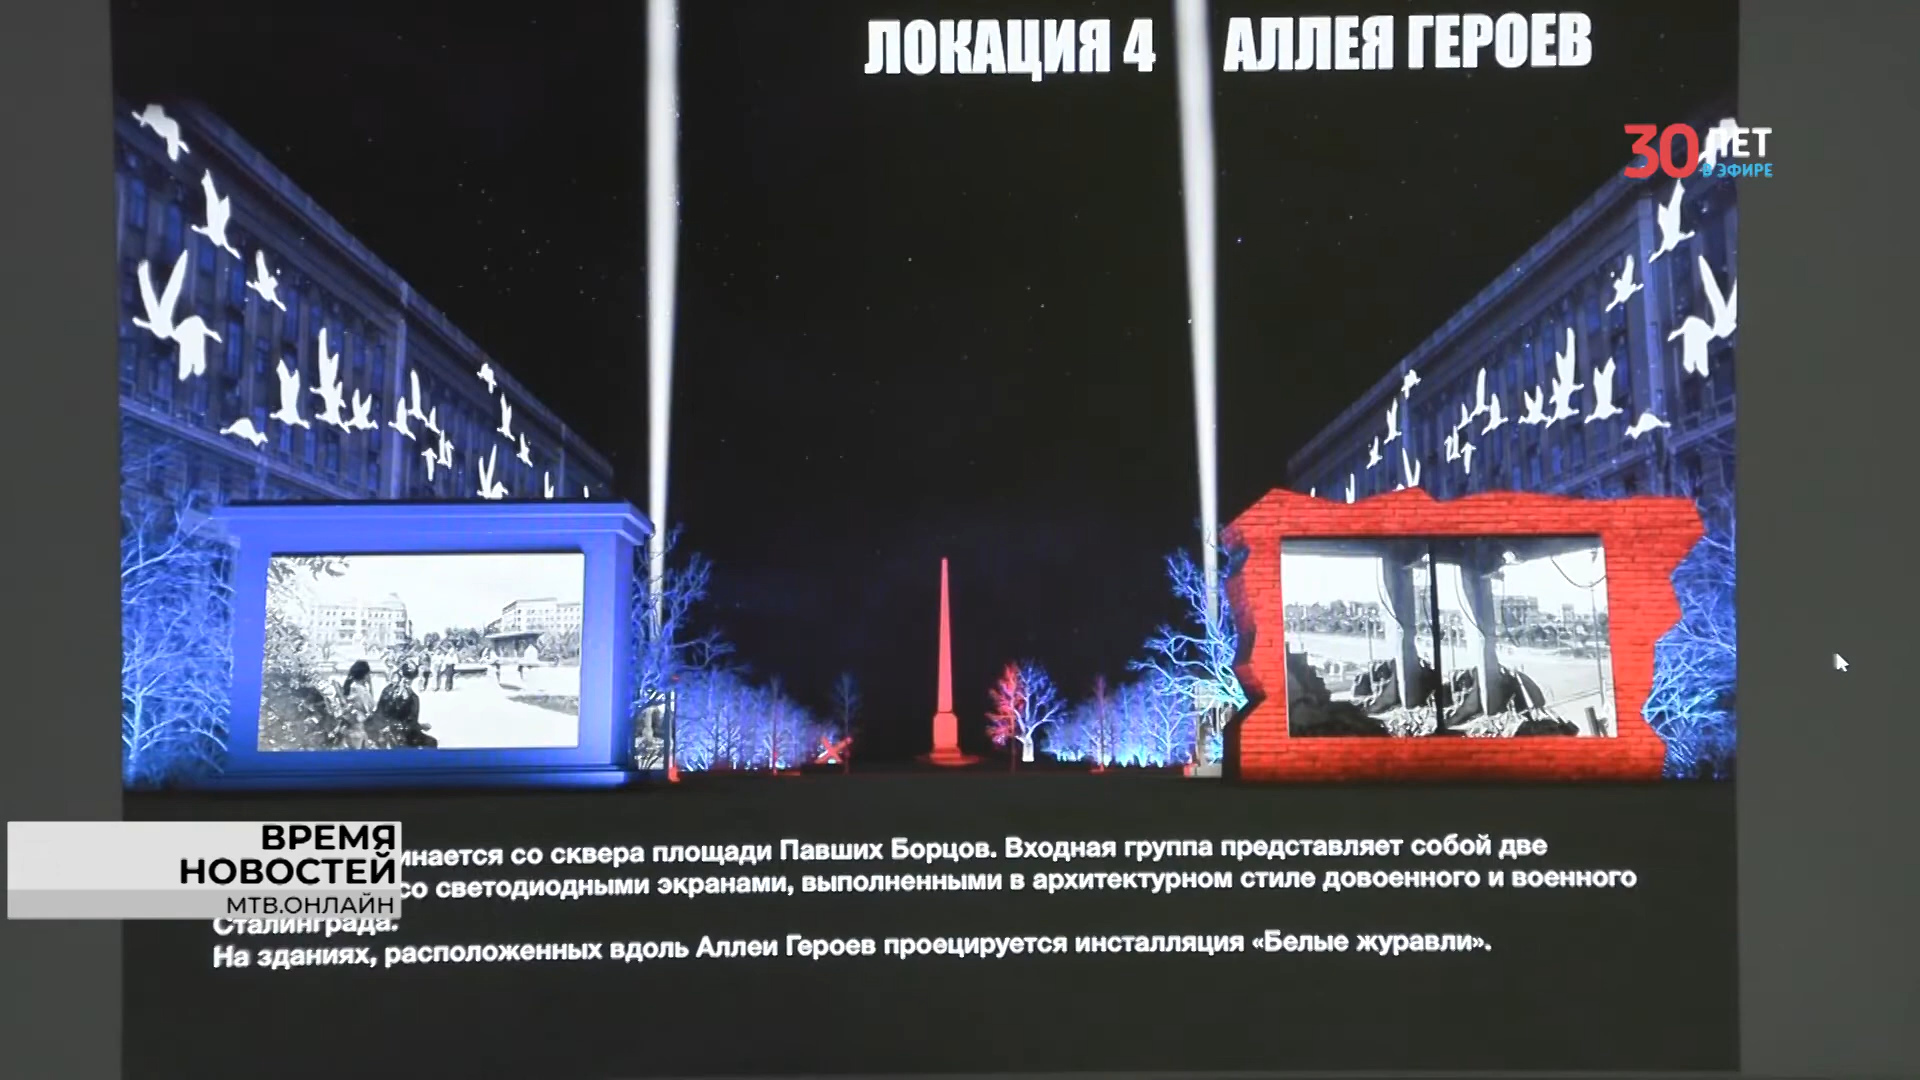 ЛОКАЦИЯ 4 АЛЛЕЯ ГЕРОЕВ
30 ЛЕТ
В ЭФИРЕ
со сквера площади Павших Борцов. Входная группа представляет собой две
со светодиодными экранами, выполненными в архитектурном стиле довоенного и военного
Сталинграда.
На зданиях, расположенных вдоль Аллеи Героев проецируется инсталляция «Белые журавли».
ВРЕМЯ
НОВОСТЕЙ
МТВ.ОНЛАЙН